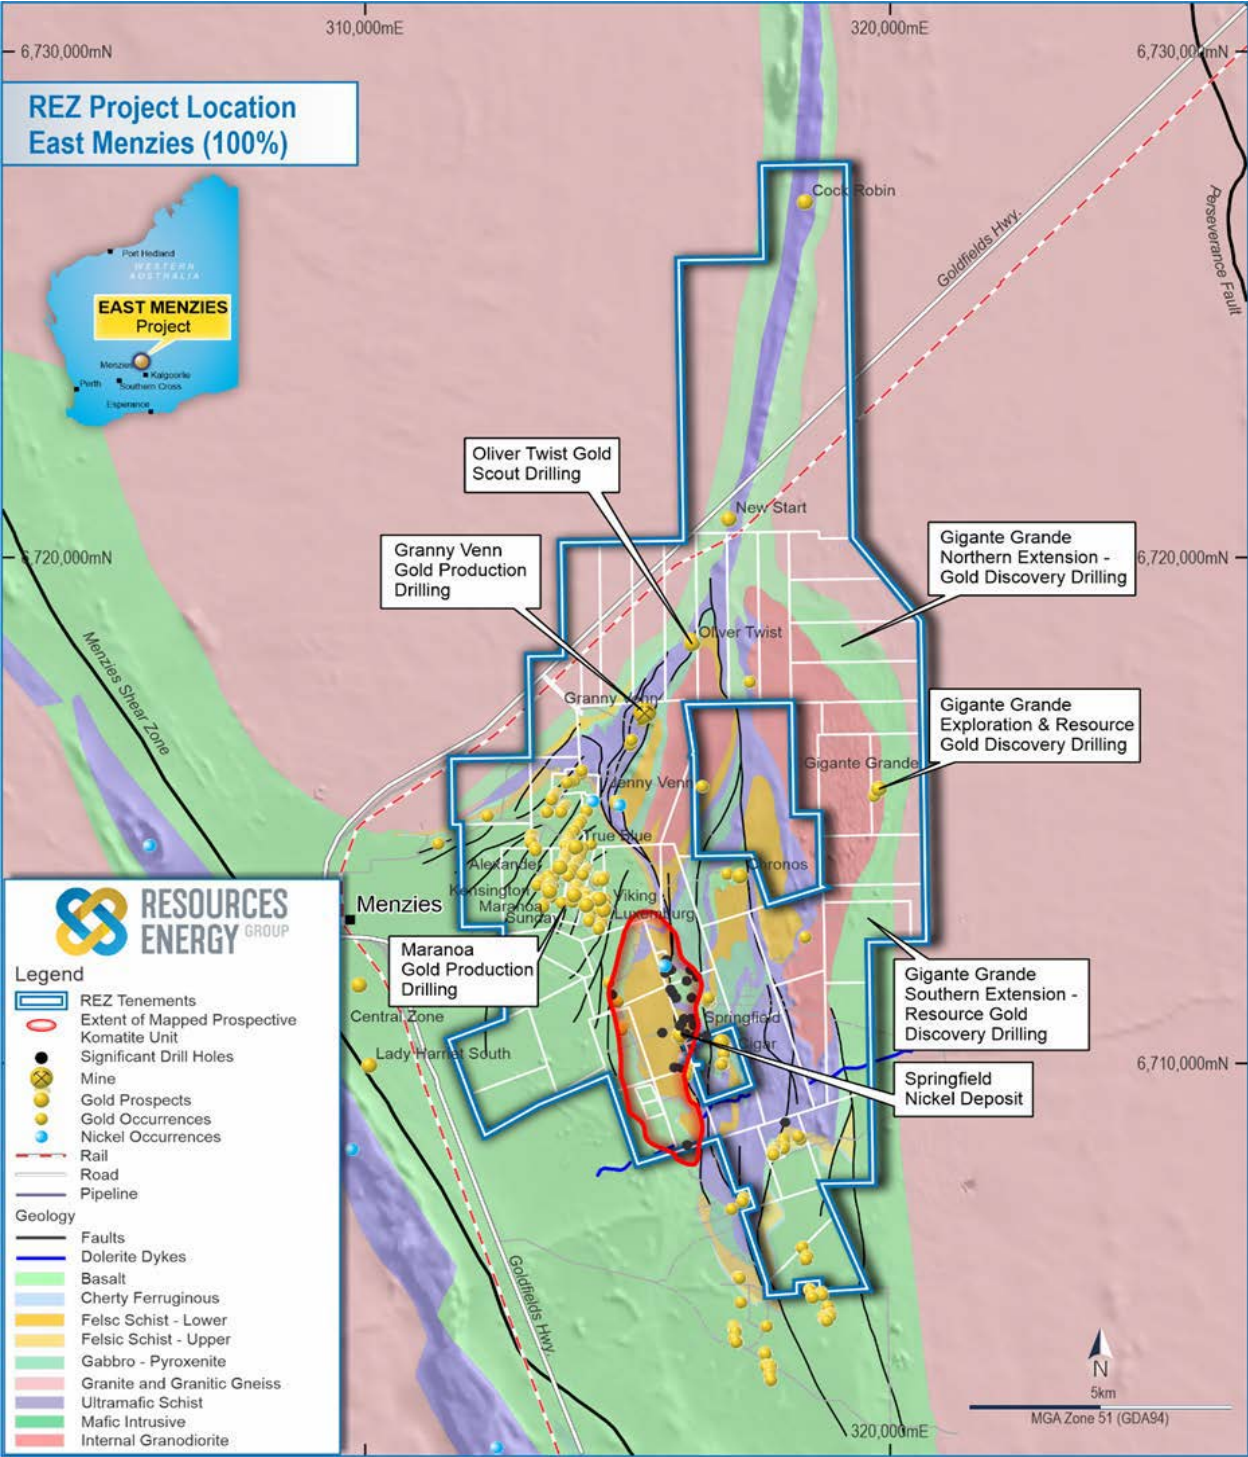 310,000mE
320,000mE
6,730,000mN
6,730,000mN
REZ Project Location
East Menzies (100%)
Cock Robin
Goldfields Hwy.
Perseverance Fault
Port Hedland
WESTERN
AUSTRALIA
EAST MENZIES
Project
Menzies
Kalgoorlie
Perth
Southern Cross
Esperance
Oliver Twist Gold
Scout Drilling
New Start
Granny Venn
Gold Production
Drilling
Gigante Grande
Northern Extension -
Gold Discovery Drilling
6,720,000mN
6,720,000mN
Menzies Shear Zone
Oliver Twist
Granny Venn
Gigante Grande
Exploration & Resource
Gold Discovery Drilling
Gigante Grande
Jenny Venn
True Blue
Alexander
Chronos
Kensington
Viking
Maranoa
Sunday
Luxemburg
Menzies
Maranoa
Gold Production
Drilling
Gigante Grande
Southern Extension -
Resource Gold
Discovery Drilling
Central Zone
Springfield
Cigar
Lady Harriet South
6,710,000mN
Springfield
Nickel Deposit
Goldfields Hwy.
RESOURCES
ENERGY GROUP
Legend
REZ Tenements
Extent of Mapped Prospective
Komatite Unit
Significant Drill Holes
Mine
Gold Prospects
Gold Occurrences
Nickel Occurrences
Rail
Road
Pipeline
Geology
Faults
Dolerite Dykes
Basalt
Cherty Ferruginous
Felsc Schist - Lower
Felsic Schist - Upper
Gabbro - Pyroxenite
Granite and Granitic Gneiss
Ultramafic Schist
Mafic Intrusive
Internal Granodiorite
N
5km
MGA Zone 51 (GDA94)
320,000mE